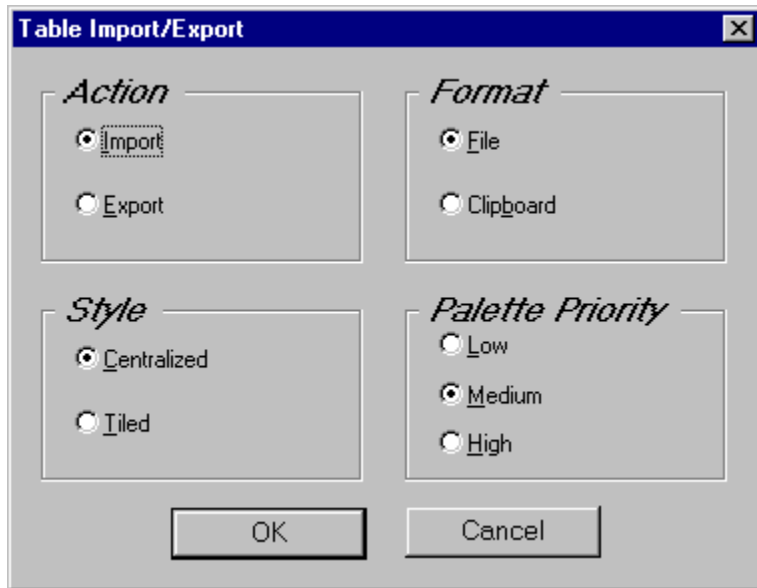 Table Import/Export
Action
Import
Export
Format
File
Clipboard
Style
Centralized
Tiled
Palette Priority
Low
Medium
High
OK
Cancel